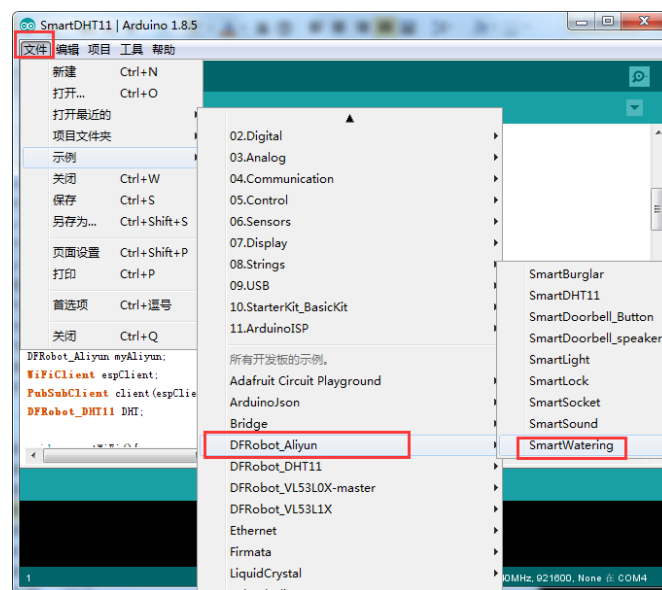 SmartDHT11 | Arduino 1.8.5
文件 编辑 项目 工具 帮助
新建 Ctrl+N
打开... Ctrl+O
打开最近的
项目文件夹
示例
关闭 Ctrl+W
保存 Ctrl+S
另存为... Ctrl+Shift+S
页面设置 Ctrl+Shift+P
打印 Ctrl+P
首选项 Ctrl+逗号
关闭 Ctrl+Q
02.Digital
03.Analog
04.Communication
05.Control
06.Sensors
07.Display
08.Strings
09.USB
10.StarterKit_BasicKit
11.ArduinoISP
所有开发板的示例。
Adafruit Circuit Playground
ArduinoJson
Bridge
DFRobot_Aliyun
DFRobot_DHT11
DFRobot_VL53L0X-master
DFRobot_VL53L1X
Ethernet
Firmata
LiquidCrystal
SmartBurglar
SmartDHT11
SmartDoorbell_Button
SmartDoorbell_speaker
SmartLight
SmartLock
SmartSocket
SmartSound
SmartWatering
DFRobot_Aliyun myAliyun;
WiFiClient espClient;
PubSubClient client(espClie
DFRobot_DHT11 DHI;
1
0MHz, 921600, None 在 COM4